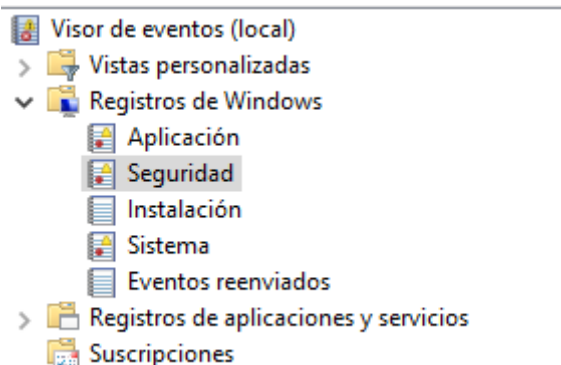 Visor de eventos (local)
Vistas personalizadas
Registros de Windows
Aplicación
Seguridad
Instalación
Sistema
Eventos reenviados
Registros de aplicaciones y servicios
Suscripciones